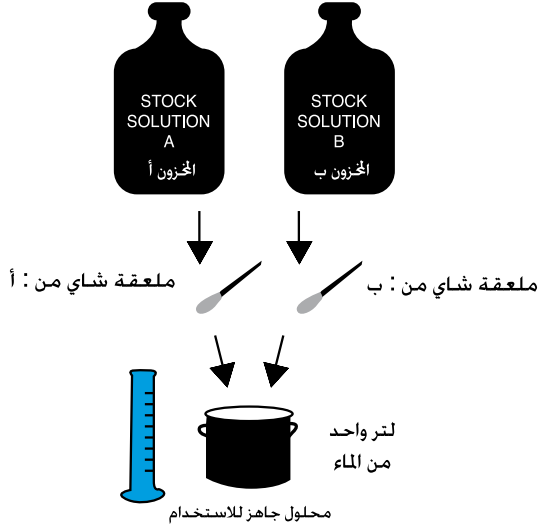 STOCK
SOLUTION
A
المخزون أ
STOCK
SOLUTION
B
المخزون ب
ملعقة شاي من : أ
ملعقة شاي من : ب
لتر واحد
من الماء
محلول جاهز للاستخدام